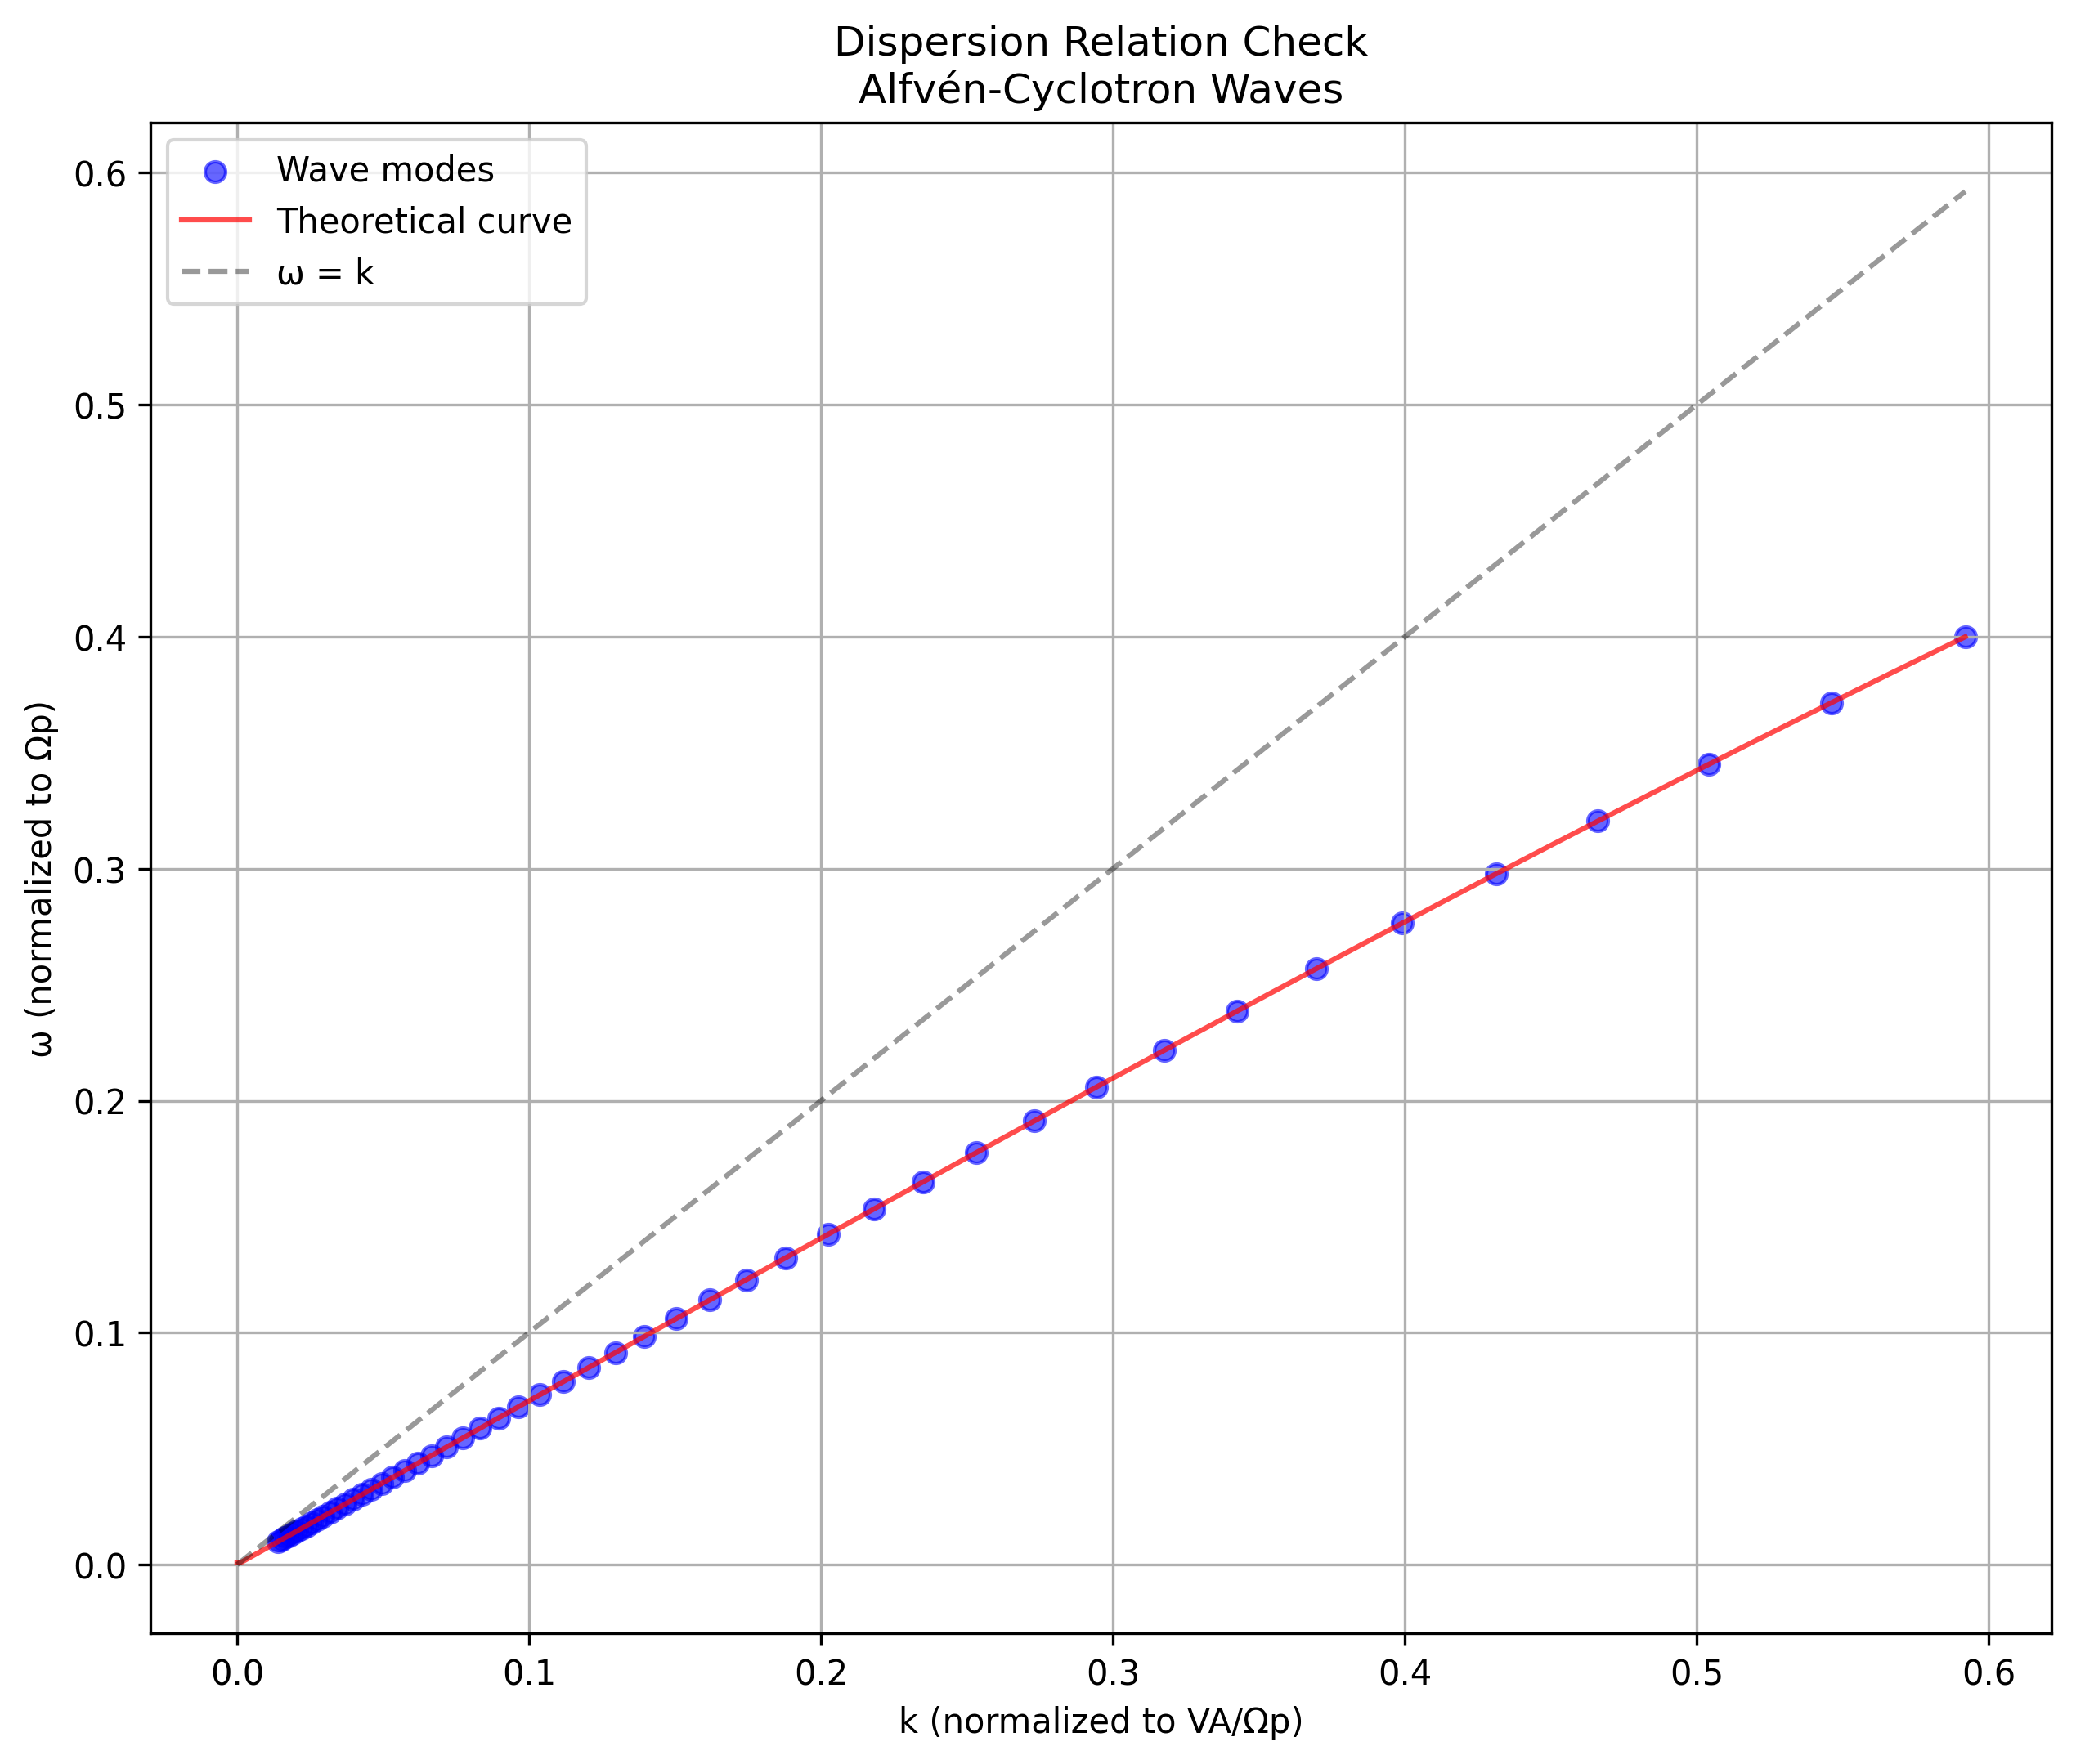 Dispersion Relation Check
Alfvén-Cyclotron Waves
Wave modes
Theoretical curve
ω = k
ω (normalized to Ωp)
0.6
0.5
0.4
0.3
0.2
0.1
0.0
0.0 0.1 0.2 0.3 0.4 0.5 0.6
k (normalized to VA/Ωp)